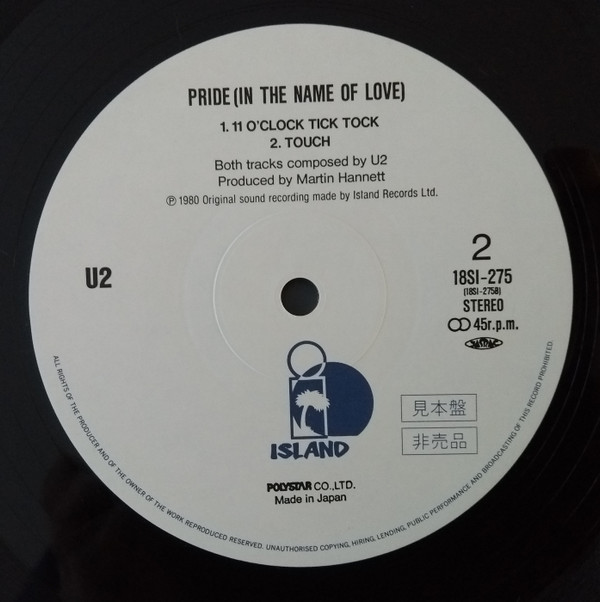 PRIDE (IN THE NAME OF LOVE)
1. 11 O'CLOCK TICK TOCK
2. TOUCH
Both tracks composed by U2
Produced by Martin Hannett
℗ 1980 Original sound recording made by Island Records Ltd.
U2
2
18SI-275
(18SI-275B)
STEREO
45r.p.m.
JASRAC
見本盤
非売品
ISLAND
POLYSTAR CO., LTD.
Made in Japan
ALL RIGHTS OF THE PRODUCER AND OF THE OWNER OF THE WORK REPRODUCED RESERVED. UNAUTHORISED COPYING, HIRING, LENDING, PUBLIC PERFORMANCE AND BROADCASTING OF THIS RECORD PROHIBITED.